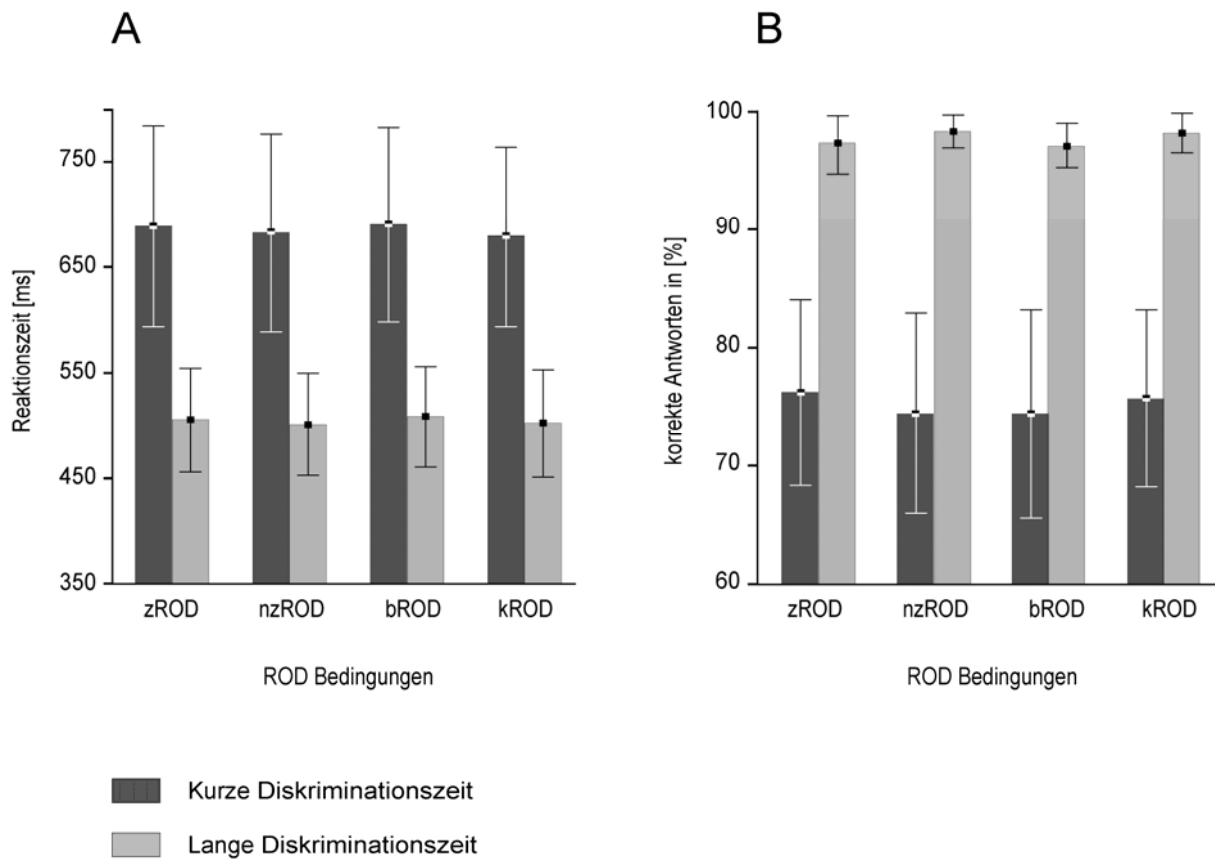 A
Reaktionszeit [ms]
750
650
550
450
350
zROD nzROD bROD kROD
ROD Bedingungen
B
korrekte Antworten in [%]
100
90
80
70
60
zROD nzROD bROD kROD
ROD Bedingungen
Kurze Diskriminationszeit
Lange Diskriminationszeit